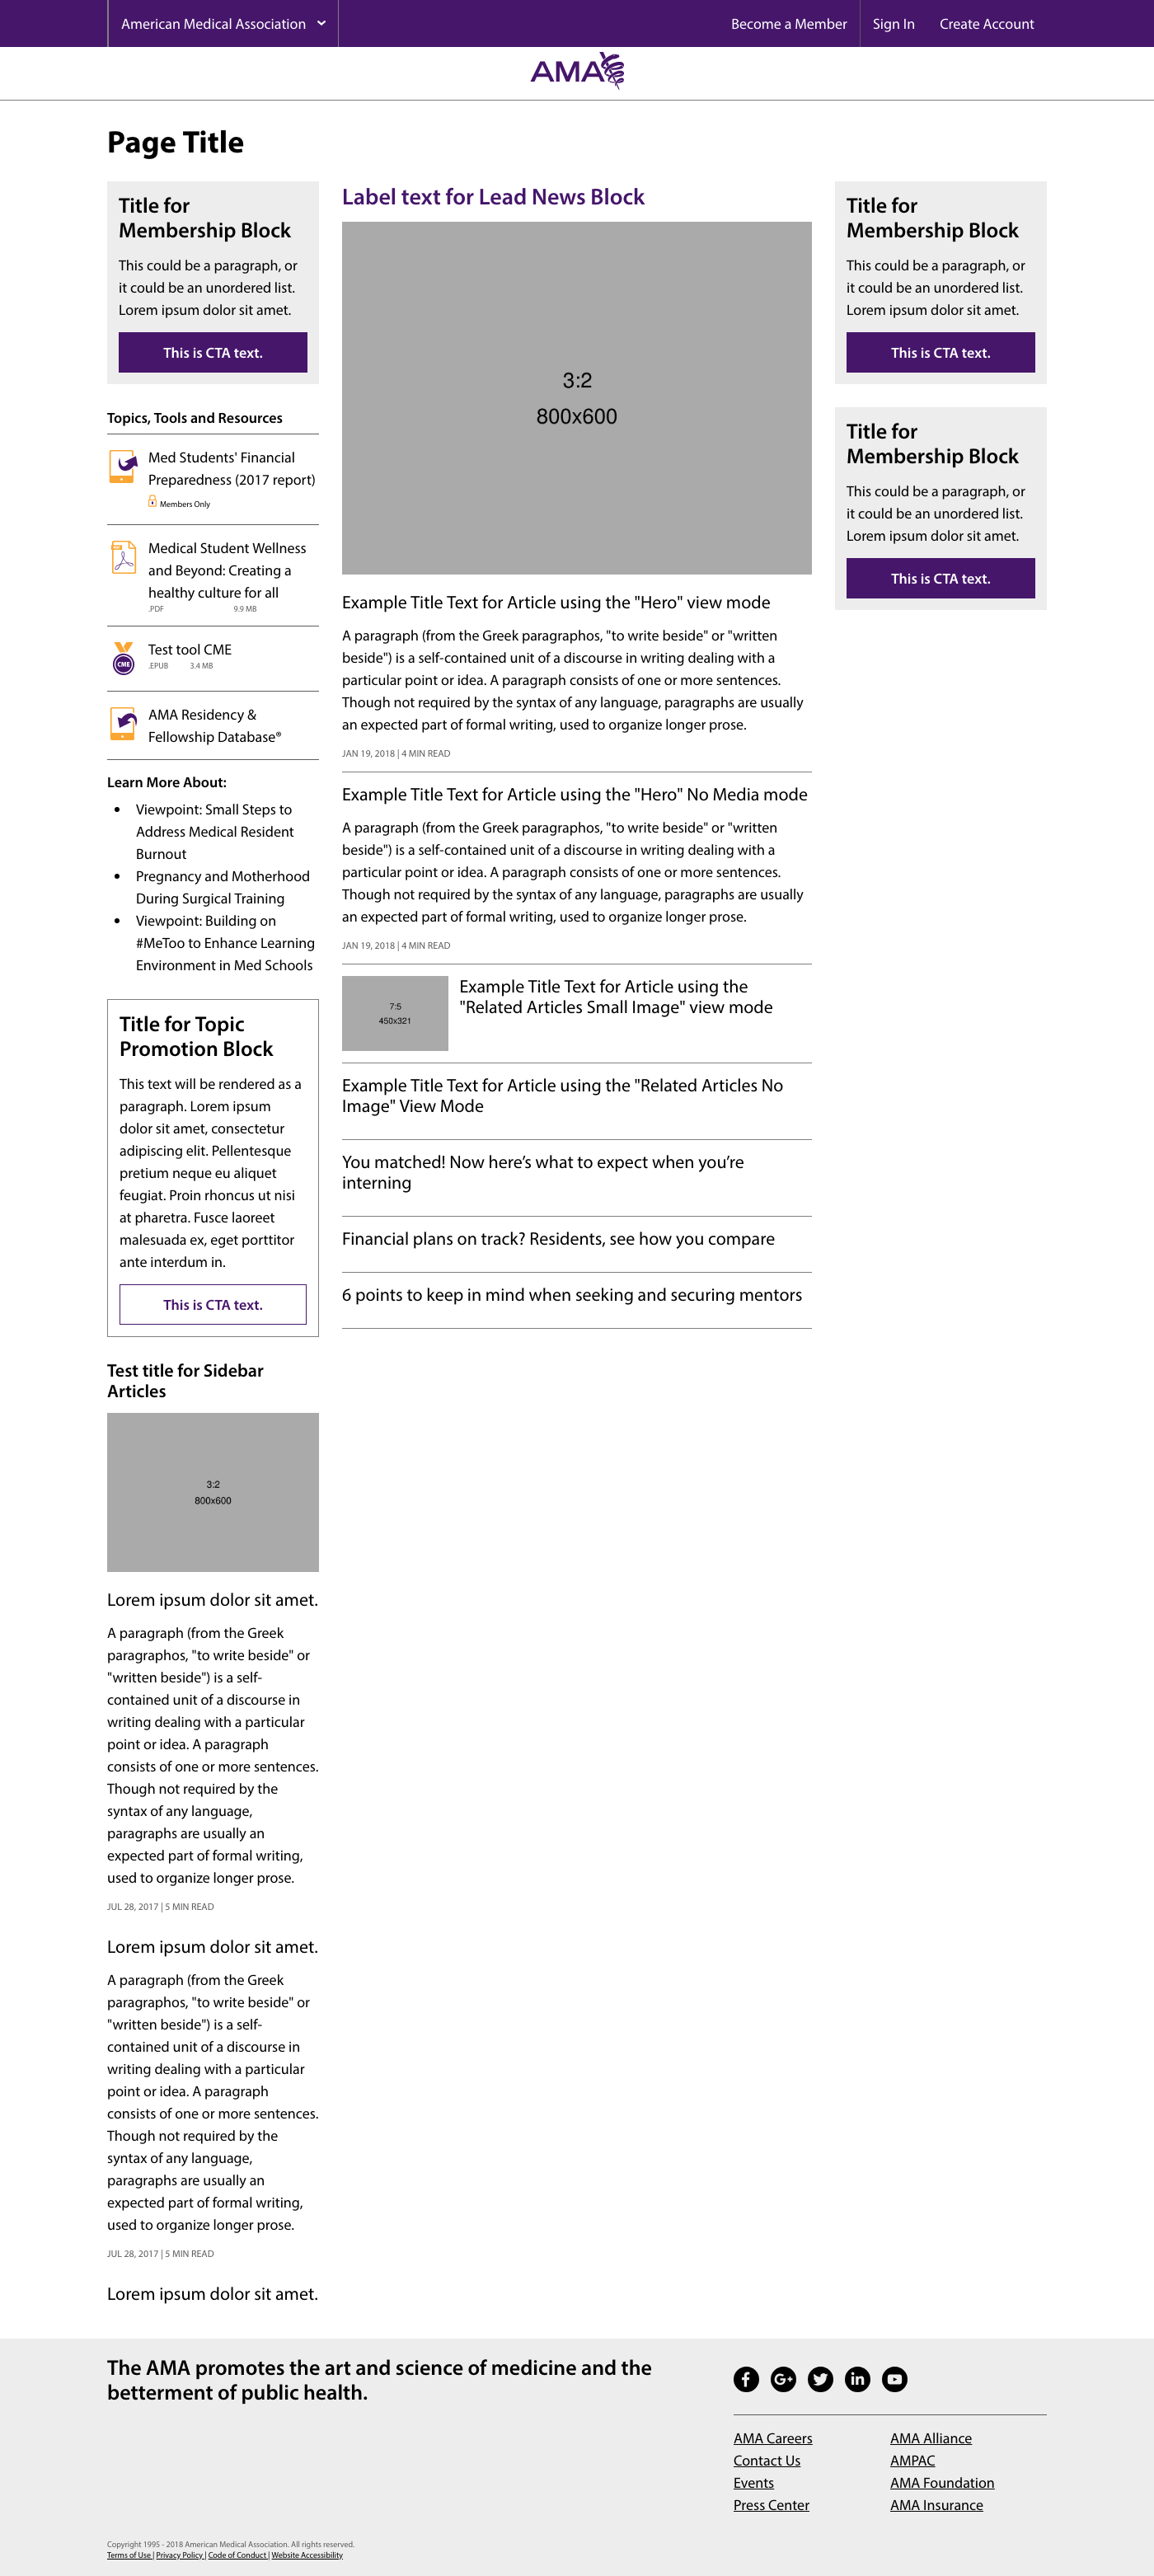 American Medical Association
Become a Member
Sign In
Create Account
AMA
Page Title
Title for
Membership Block
This could be a paragraph, or
it could be an unordered list.
Lorem ipsum dolor sit amet.
This is CTA text.
Topics, Tools and Resources
Med Students' Financial
Preparedness (2017 report)
Members Only
Medical Student Wellness
and Beyond: Creating a
healthy culture for all
.PDF 9.9 MB
CME
Test tool CME
.EPUB 3.4 MB
AMA Residency &
Fellowship Database®
Learn More About:
Viewpoint: Small Steps to
Address Medical Resident
Burnout
Pregnancy and Motherhood
During Surgical Training
Viewpoint: Building on
#MeToo to Enhance Learning
Environment in Med Schools
Title for Topic
Promotion Block
This text will be rendered as a
paragraph. Lorem ipsum
dolor sit amet, consectetur
adipiscing elit. Pellentesque
pretium neque eu aliquet
feugiat. Proin rhoncus ut nisi
at pharetra. Fusce laoreet
malesuada ex, eget porttitor
ante interdum in.
This is CTA text.
Test title for Sidebar
Articles
3:2
800x600
Lorem ipsum dolor sit amet.
A paragraph (from the Greek
paragraphos, "to write beside" or
"written beside") is a self-
contained unit of a discourse in
writing dealing with a particular
point or idea. A paragraph
consists of one or more sentences.
Though not required by the
syntax of any language,
paragraphs are usually an
expected part of formal writing,
used to organize longer prose.
JUL 28, 2017 | 5 MIN READ
Lorem ipsum dolor sit amet.
A paragraph (from the Greek
paragraphos, "to write beside" or
"written beside") is a self-
contained unit of a discourse in
writing dealing with a particular
point or idea. A paragraph
consists of one or more sentences.
Though not required by the
syntax of any language,
paragraphs are usually an
expected part of formal writing,
used to organize longer prose.
JUL 28, 2017 | 5 MIN READ
Lorem ipsum dolor sit amet.
Label text for Lead News Block
3:2
800x600
Example Title Text for Article using the "Hero" view mode
A paragraph (from the Greek paragraphos, "to write beside" or "written
beside") is a self-contained unit of a discourse in writing dealing with a
particular point or idea. A paragraph consists of one or more sentences.
Though not required by the syntax of any language, paragraphs are usually
an expected part of formal writing, used to organize longer prose.
JAN 19, 2018 | 4 MIN READ
Example Title Text for Article using the "Hero" No Media mode
A paragraph (from the Greek paragraphos, "to write beside" or "written
beside") is a self-contained unit of a discourse in writing dealing with a
particular point or idea. A paragraph consists of one or more sentences.
Though not required by the syntax of any language, paragraphs are usually
an expected part of formal writing, used to organize longer prose.
JAN 19, 2018 | 4 MIN READ
7:5
450x321
Example Title Text for Article using the
"Related Articles Small Image" view mode
Example Title Text for Article using the "Related Articles No
Image" View Mode
You matched! Now here’s what to expect when you’re
interning
Financial plans on track? Residents, see how you compare
6 points to keep in mind when seeking and securing mentors
Title for
Membership Block
This could be a paragraph, or
it could be an unordered list.
Lorem ipsum dolor sit amet.
This is CTA text.
Title for
Membership Block
This could be a paragraph, or
it could be an unordered list.
Lorem ipsum dolor sit amet.
This is CTA text.
The AMA promotes the art and science of medicine and the
betterment of public health.
AMA Careers
Contact Us
Events
Press Center
AMA Alliance
AMPAC
AMA Foundation
AMA Insurance
Copyright 1995 - 2018 American Medical Association. All rights reserved.
Terms of Use | Privacy Policy | Code of Conduct | Website Accessibility